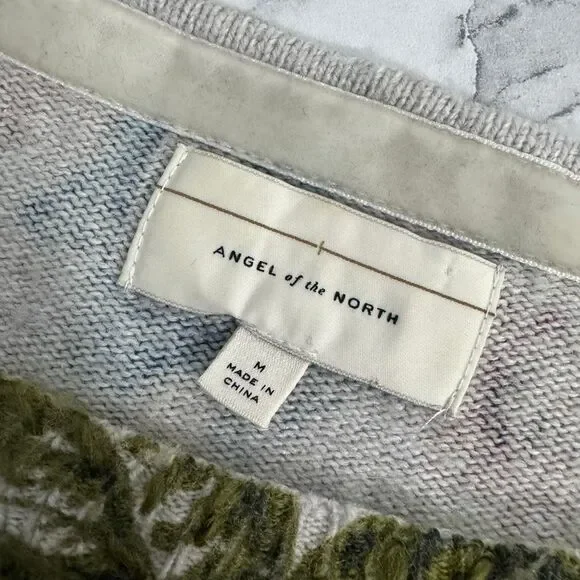 ANGEL of the NORTH
M
MADE IN
CHINA